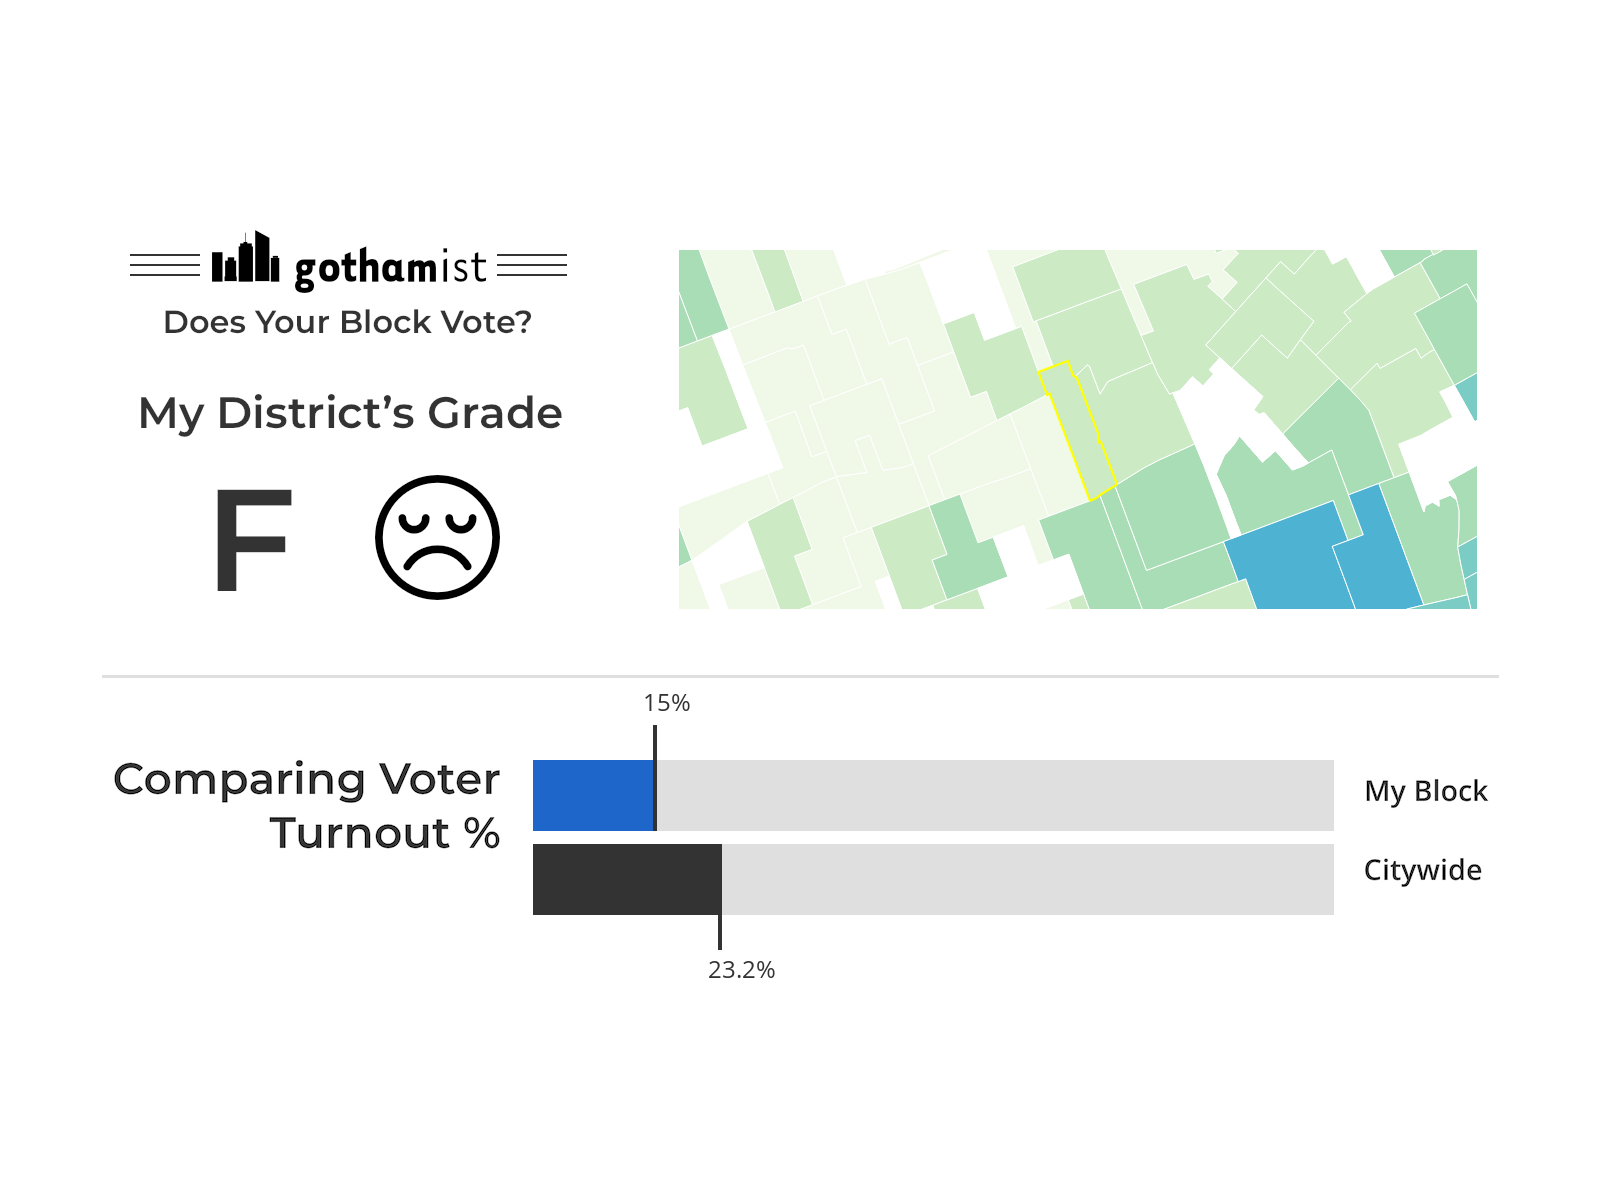 gothamist
Does Your Block Vote?
My District’s Grade
F
15%
Comparing Voter
Turnout %
My Block
Citywide
23.2%